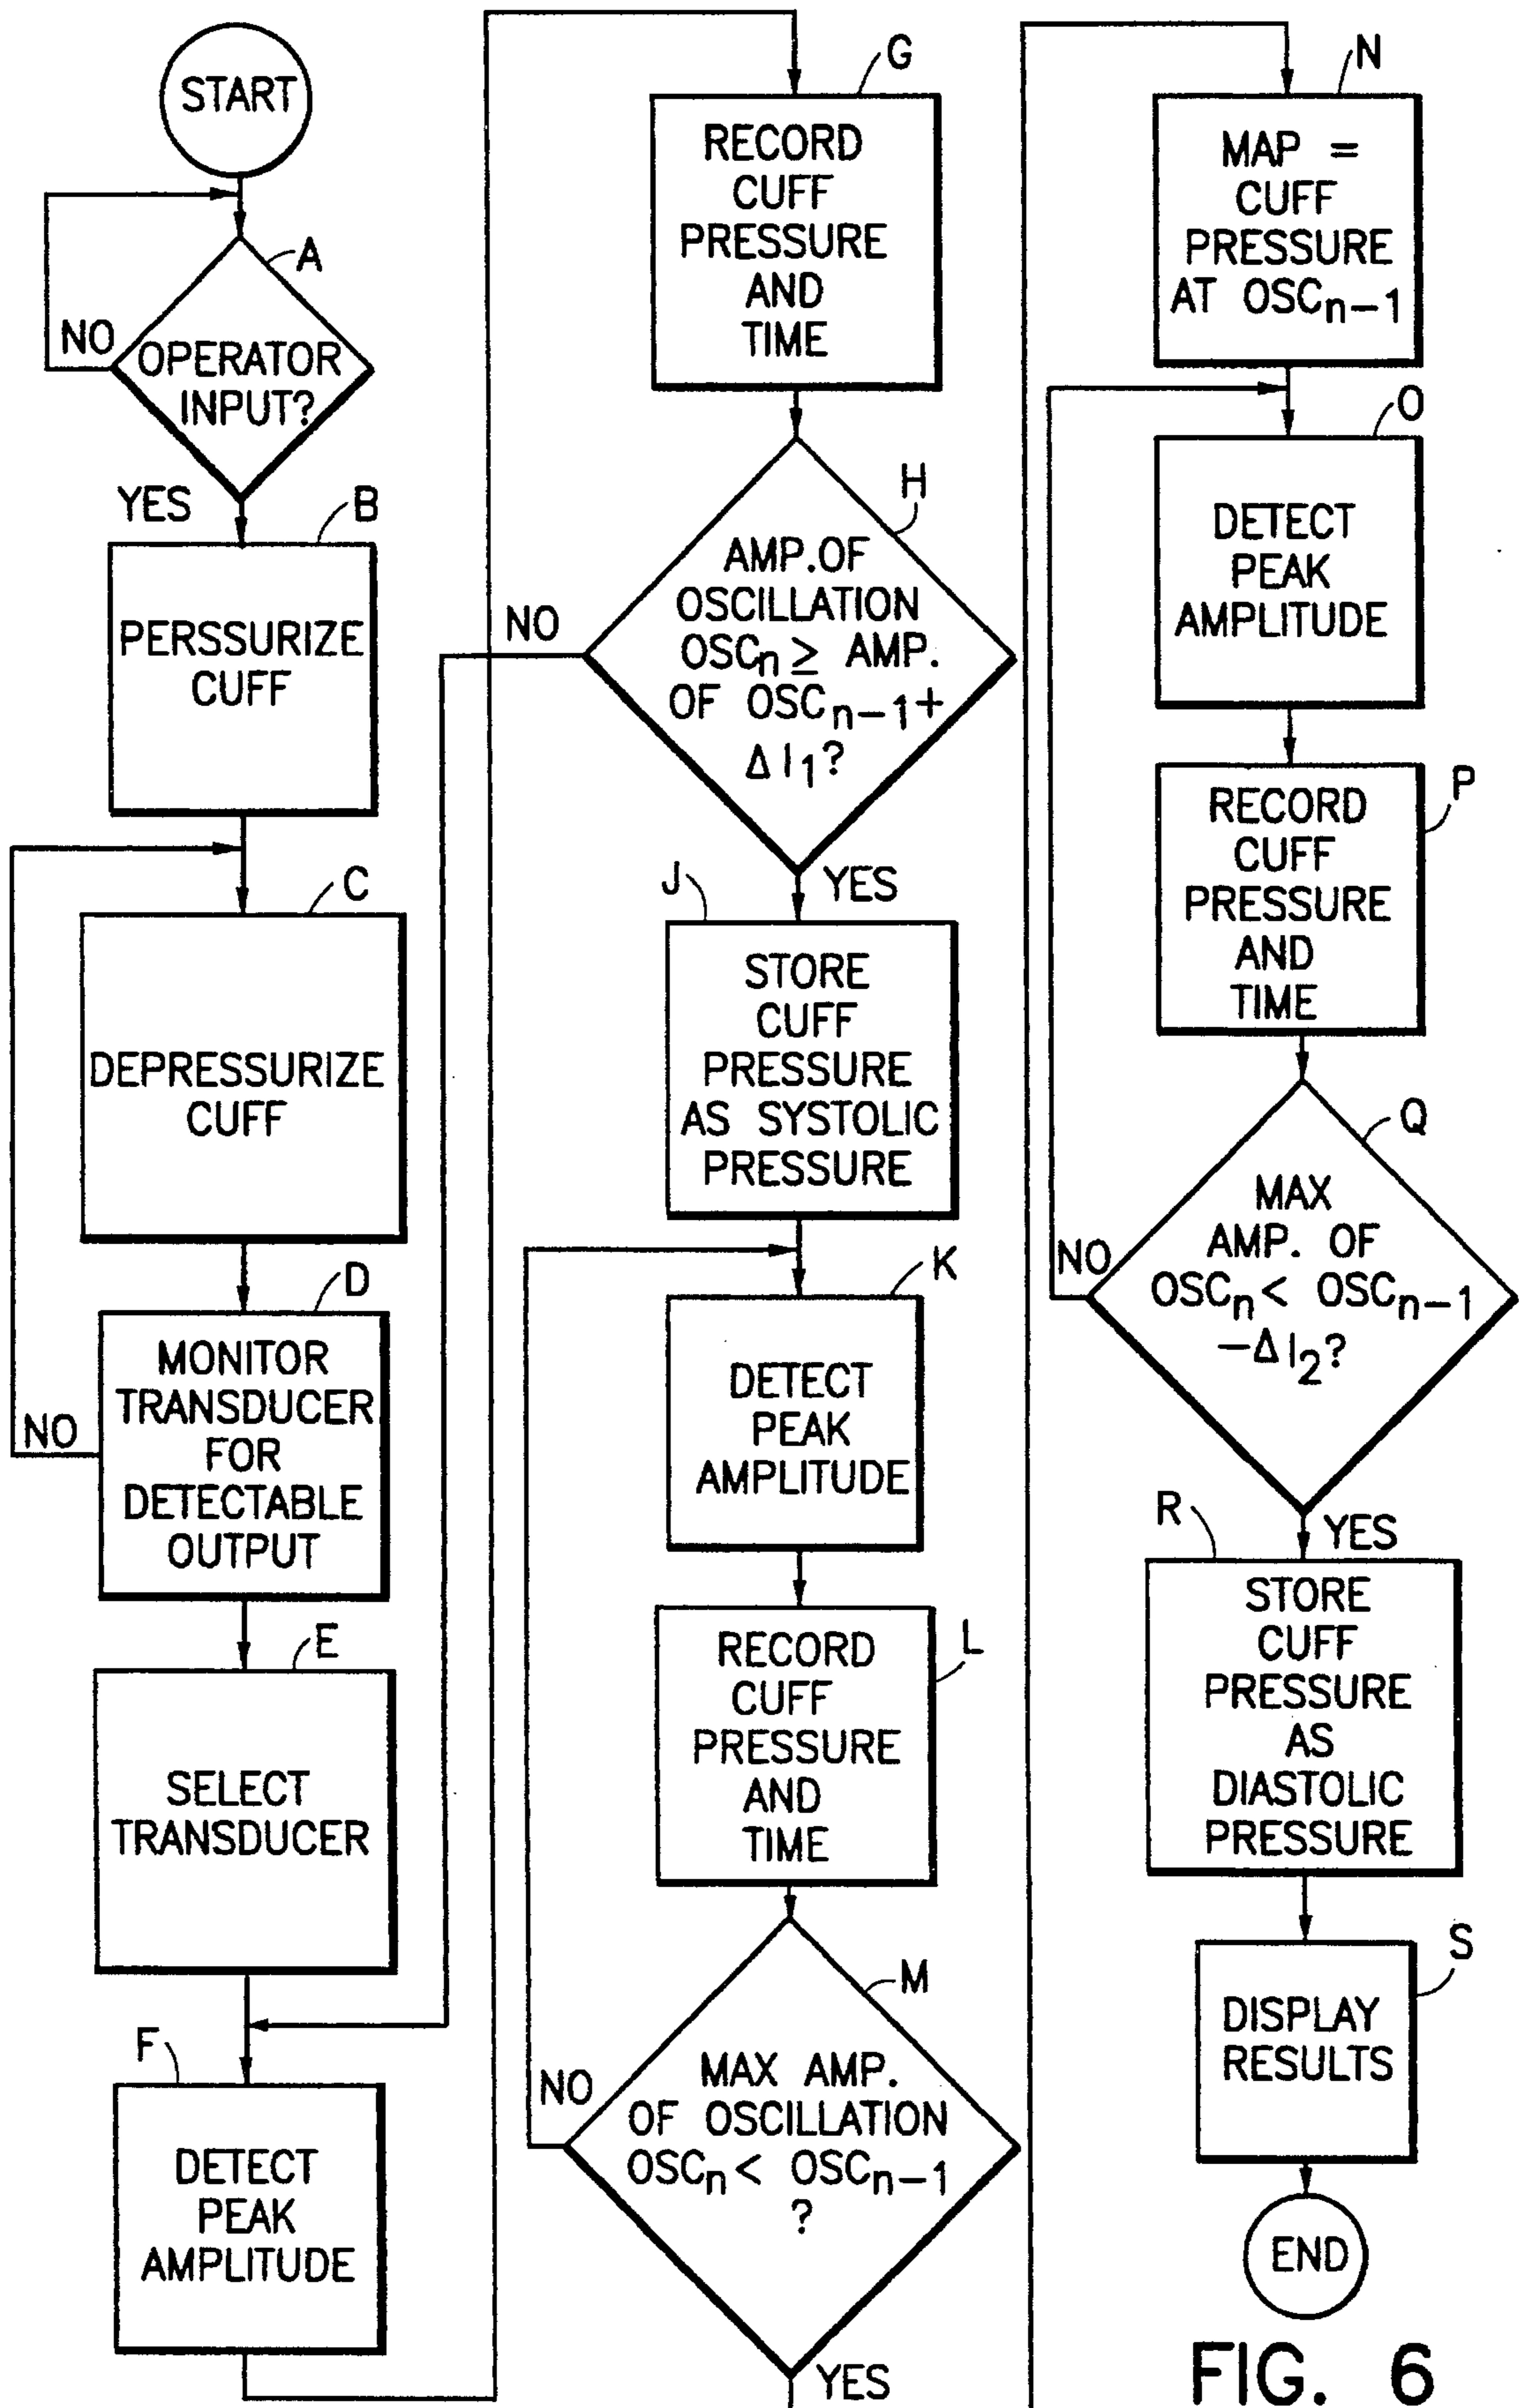 START
A
NO
OPERATOR
INPUT?
YES
B
PERSSURIZE
CUFF
C
DEPRESSURIZE
CUFF
D
MONITOR
TRANSDUCER
FOR
DETECTABLE
OUTPUT
NO
E
SELECT
TRANSDUCER
F
DETECT
PEAK
AMPLITUDE
G
RECORD
CUFF
PRESSURE
AND
TIME
H
AMP.OF
OSCILLATION
OSCn ≥ AMP.
OF OSCn−1+
Δ I1?
NO
YES
J
STORE
CUFF
PRESSURE
AS SYSTOLIC
PRESSURE
K
DETECT
PEAK
AMPLITUDE
L
RECORD
CUFF
PRESSURE
AND
TIME
M
MAX AMP.
OF OSCILLATION
OSCn < OSCn−1
?
NO
YES
N
MAP =
CUFF
PRESSURE
AT OSCn−1
O
DETECT
PEAK
AMPLITUDE
P
RECORD
CUFF
PRESSURE
AND
TIME
Q
MAX
AMP. OF
OSCn < OSCn−1
−Δ I2?
NO
YES
R
STORE
CUFF
PRESSURE
AS
DIASTOLIC
PRESSURE
S
DISPLAY
RESULTS
END
FIG. 6